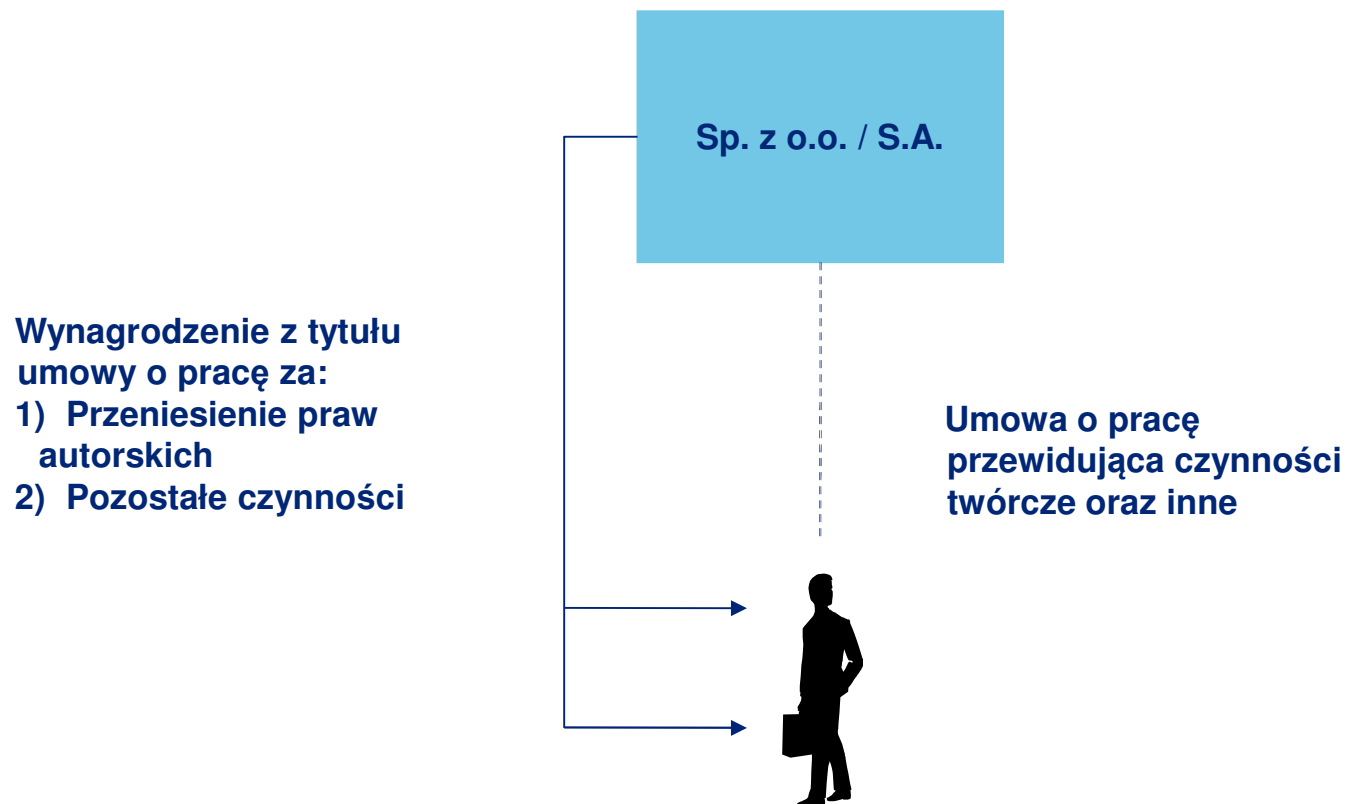 Sp. z o.o. / S.A.
Wynagrodzenie z tytułu
umowy o pracę za:
1) Przeniesienie praw
autorskich
2) Pozostałe czynności
Umowa o pracę
przewidująca czynności
twórcze oraz inne